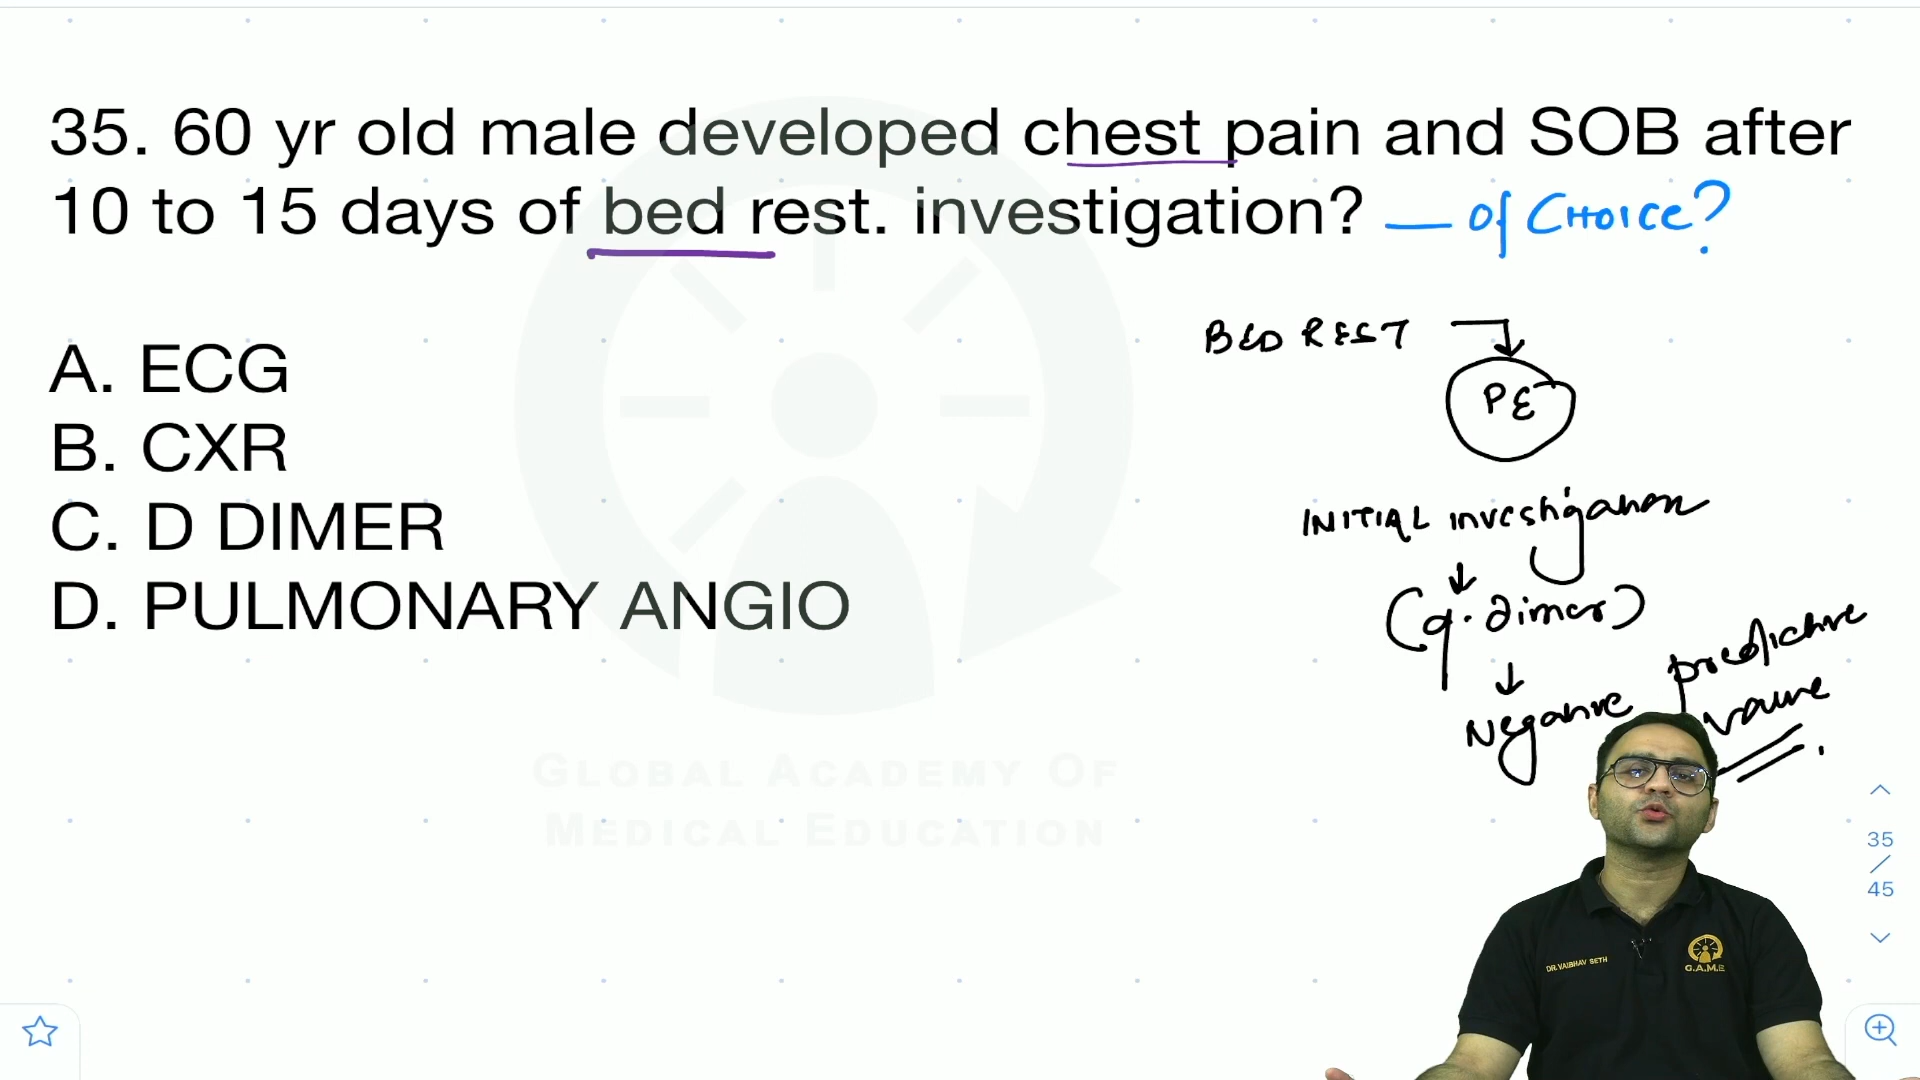 35. 60 yr old male developed chest pain and SOB after
10 to 15 days of bed rest. investigation? — of CHOICE?
A. ECG
B. CXR
C. D DIMER
D. PULMONARY ANGIO
BED REST
PE
INITIAL investigation
Negative predictive
value
GLOBAL ACADEMY OF
MEDICAL EDUCATION
DR. VAIBHAV SETH
G.A.M.E
35
/
45